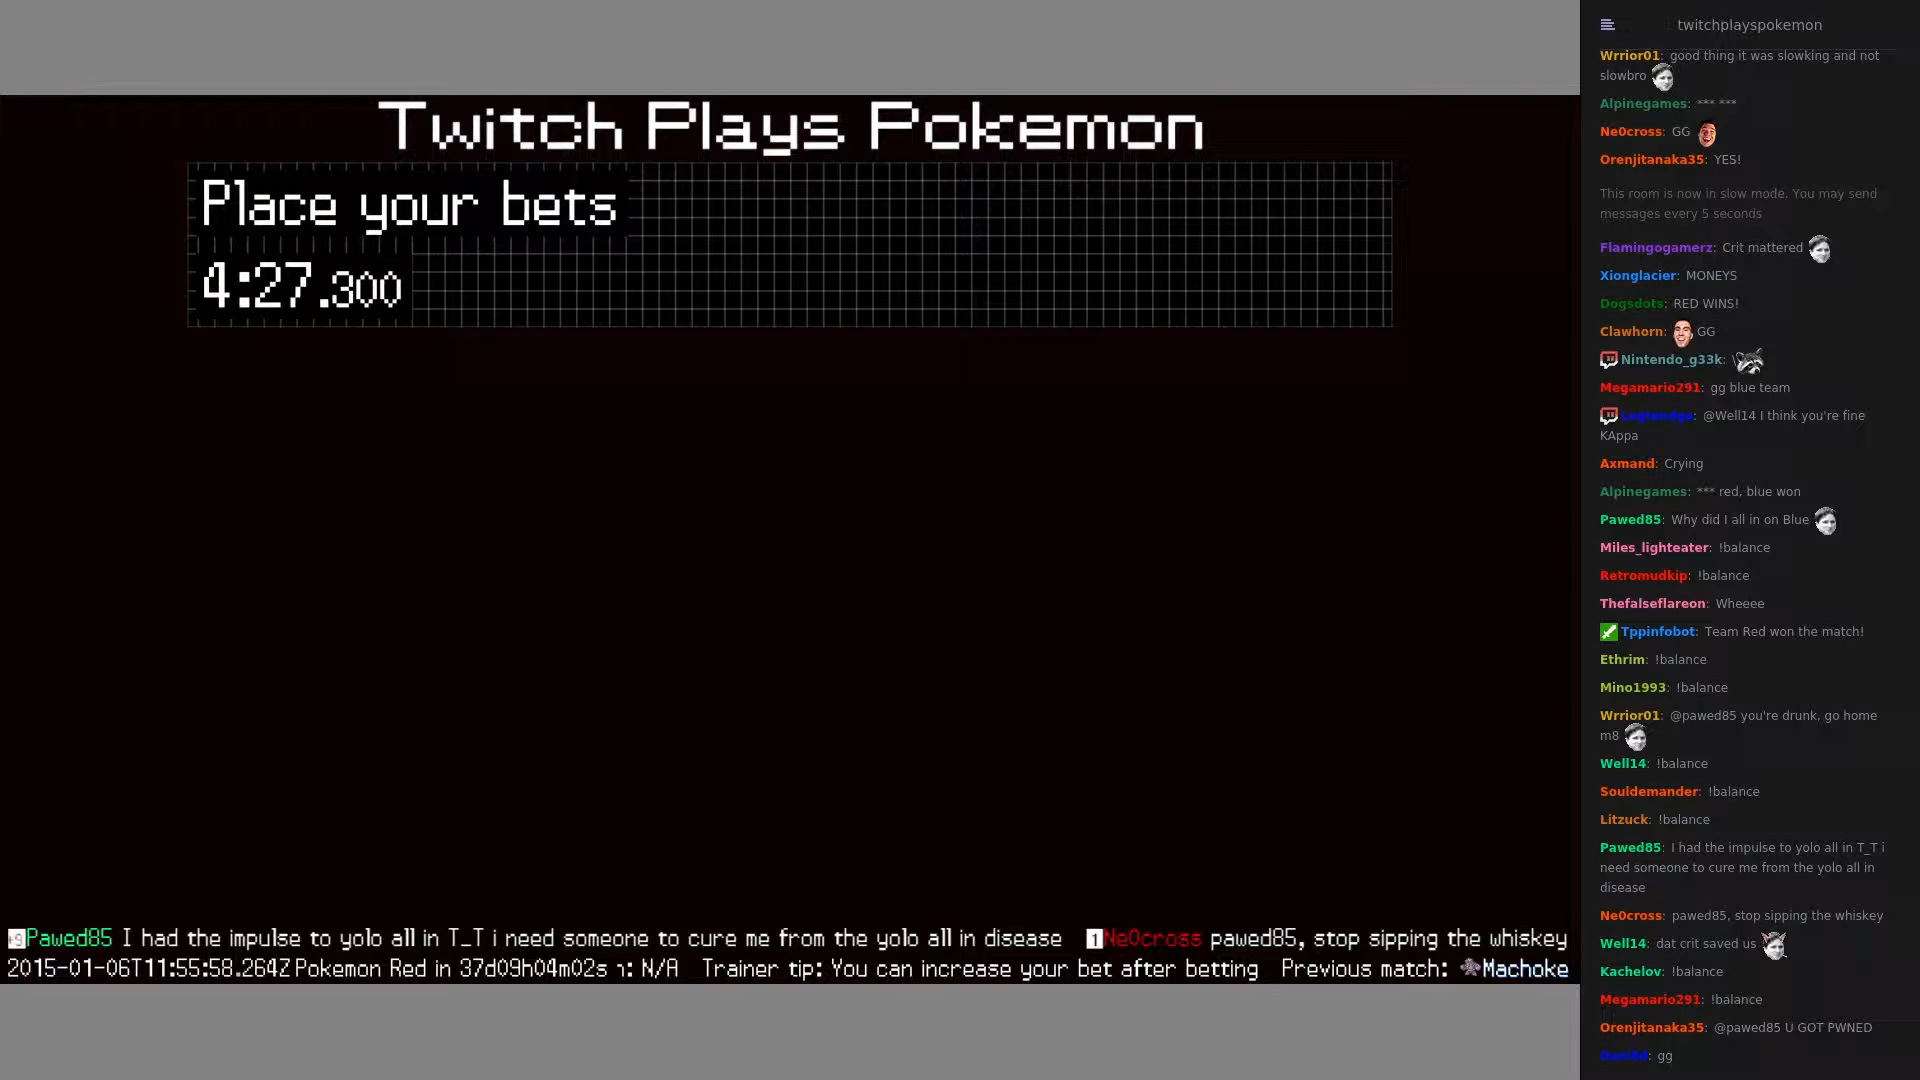 Twitch Plays Pokemon
Place your bets
4:27.300
+9 Pawed85 I had the impulse to yolo all in T_T i need someone to cure me from the yolo all in disease 1 Ne0cross pawed85, stop sipping the whiskey
2015-01-06T11:55:58.264Z Pokemon Red in 37d09h04m02s N/A Trainer tip: You can increase your bet after betting Previous match: Machoke
twitchplayspokemon
Wrrior01: good thing it was slowking and not
slowbro
Alpinegames: *** ***
Ne0cross: GG
Orenjitanaka35: YES!
This room is now in slow mode. You may send
messages every 5 seconds
Flamingogamerz: Crit mattered
Xionglacier: MONEYS
Dogsdots: RED WINS!
Clawhorn: GG
Nintendo_g33k: \
Megamario291: gg blue team
: @Well14 I think you're fine
KAppa
Axmand: Crying
Alpinegames: *** red, blue won
Pawed85: Why did I all in on Blue
Miles_lighteater: !balance
Retromudkip: !balance
Thefalseflareon: Wheeee
Tppinfobot: Team Red won the match!
Ethrim: !balance
Mino1993: !balance
Wrrior01: @pawed85 you're drunk, go home
m8
Well14: !balance
Souldemander: !balance
Litzuck: !balance
Pawed85: I had the impulse to yolo all in T_T i
need someone to cure me from the yolo all in
disease
Ne0cross: pawed85, stop sipping the whiskey
Well14: dat crit saved us
Kachelov: !balance
Megamario291: !balance
Orenjitanaka35: @pawed85 U GOT PWNED
: gg